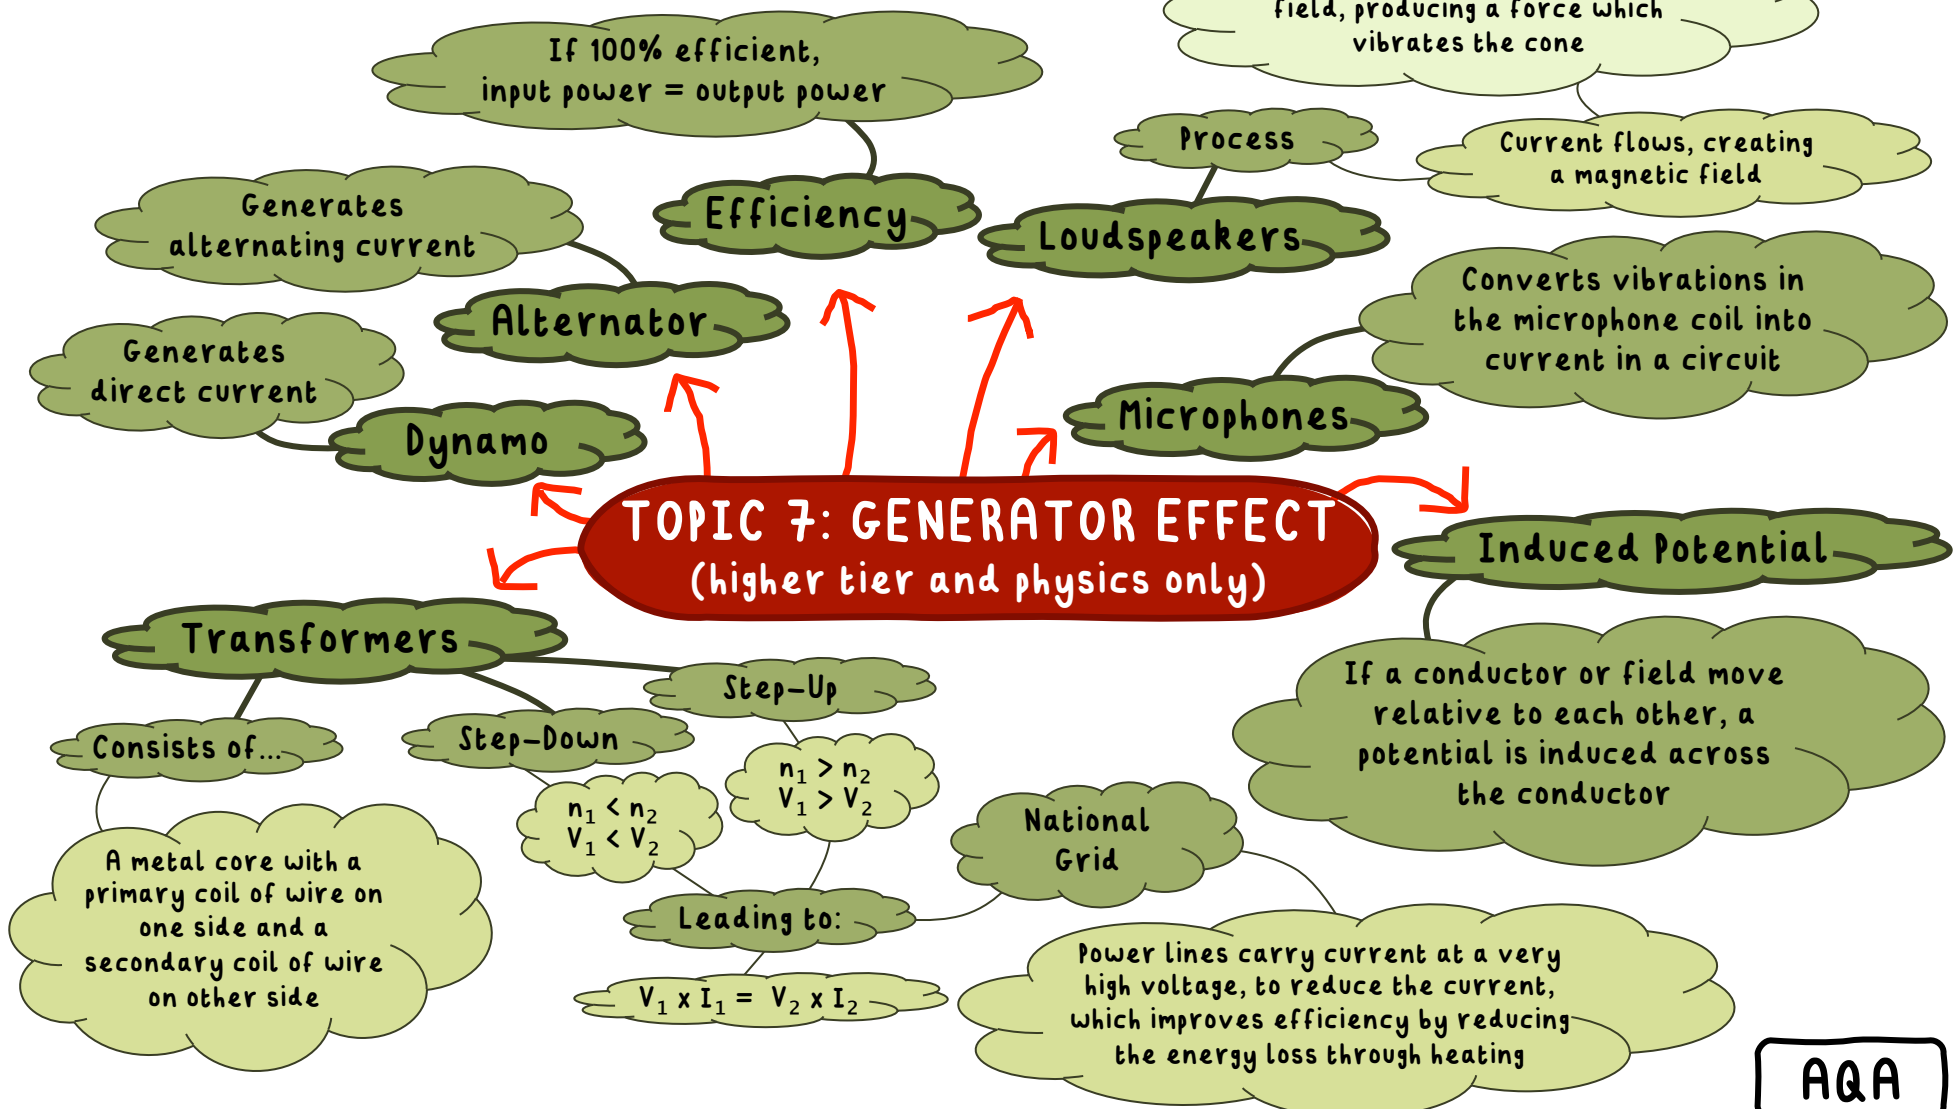 If 100% efficient,
input power = output power
field, producing a force which
vibrates the cone
Process
Current flows, creating
a magnetic field
Generates
alternating current
Efficiency
Loudspeakers
Alternator
Converts vibrations in
the microphone coil into
current in a circuit
Generates
direct current
Dynamo
Microphones
TOPIC 7: GENERATOR EFFECT
(higher tier and physics only)
Induced Potential
If a conductor or field move
relative to each other, a
potential is induced across
the conductor
Transformers
Step-Up
Step-Down
Consists of...
n₁ > n₂
V₁ > V₂
n₁ < n₂
V₁ < V₂
A metal core with a
primary coil of wire on
one side and a
secondary coil of wire
on other side
Leading to:
V₁ x I₁ = V₂ x I₂
National
Grid
Power lines carry current at a very
high voltage, to reduce the current,
which improves efficiency by reducing
the energy loss through heating
AQA